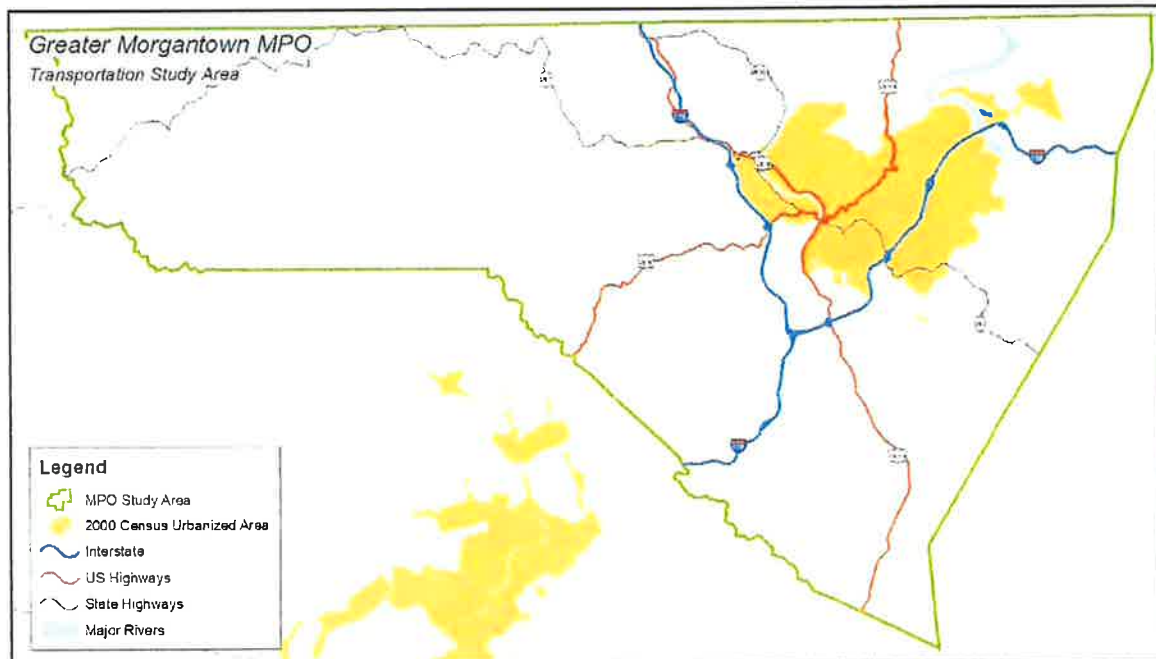 Greater Morgantown MPO
Transportation Study Area
Legend
MPO Study Area
2000 Census Urbanized Area
Interstate
US Highways
State Highways
Major Rivers